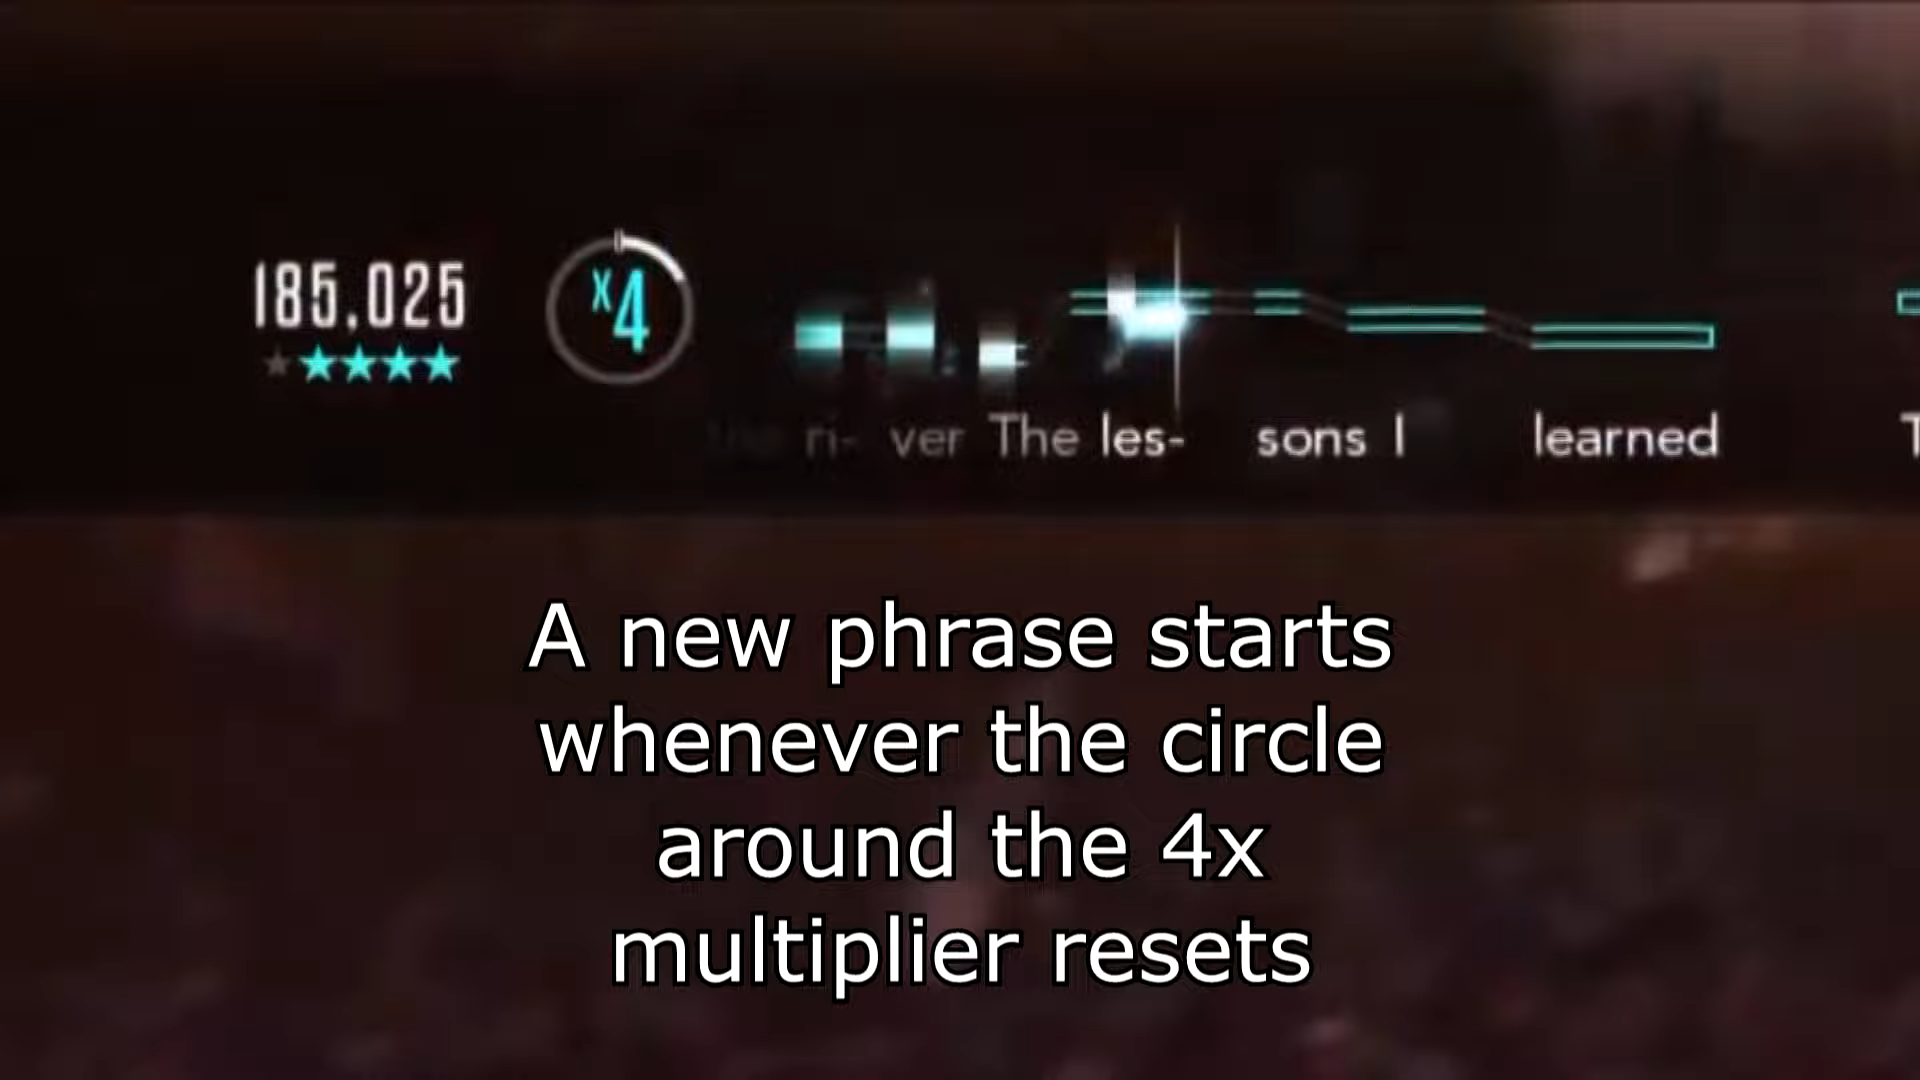 185,025
x4
ri- ver The les- sons I learned T
A new phrase starts
whenever the circle
around the 4x
multiplier resets